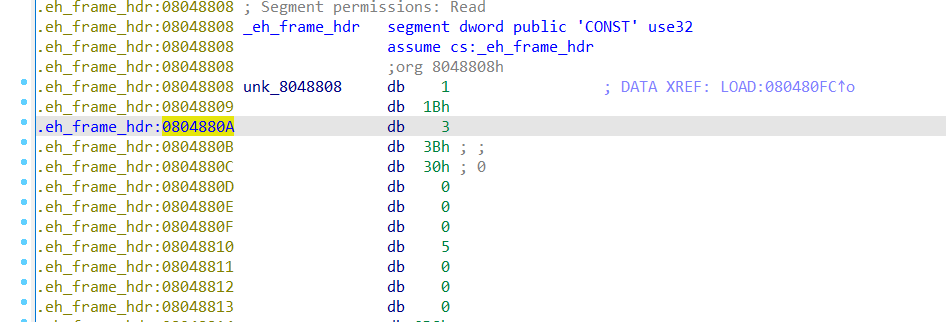 .eh_frame_hdr:08048808 ; Segment permissions: Read
.eh_frame_hdr:08048808 _eh_frame_hdr segment dword public 'CONST' use32
.eh_frame_hdr:08048808 assume cs:_eh_frame_hdr
.eh_frame_hdr:08048808 ;org 8048808h
.eh_frame_hdr:08048808 unk_8048808 db 1 ; DATA XREF: LOAD:080480FC↑o
.eh_frame_hdr:08048809 db 1Bh
.eh_frame_hdr:0804880A db 3
.eh_frame_hdr:0804880B db 3Bh ; ;
.eh_frame_hdr:0804880C db 30h ; 0
.eh_frame_hdr:0804880D db 0
.eh_frame_hdr:0804880E db 0
.eh_frame_hdr:0804880F db 0
.eh_frame_hdr:08048810 db 5
.eh_frame_hdr:08048811 db 0
.eh_frame_hdr:08048812 db 0
.eh_frame_hdr:08048813 db 0